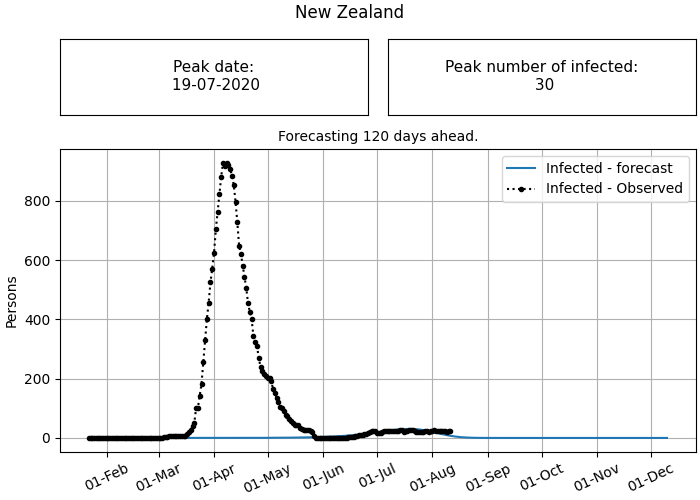 New Zealand
Peak date:
19-07-2020
Peak number of infected:
30
Forecasting 120 days ahead.
Infected - forecast
Infected - Observed
Persons
800
600
400
200
0
01-Feb
01-Mar
01-Apr
01-May
01-Jun
01-Jul
01-Aug
01-Sep
01-Oct
01-Nov
01-Dec